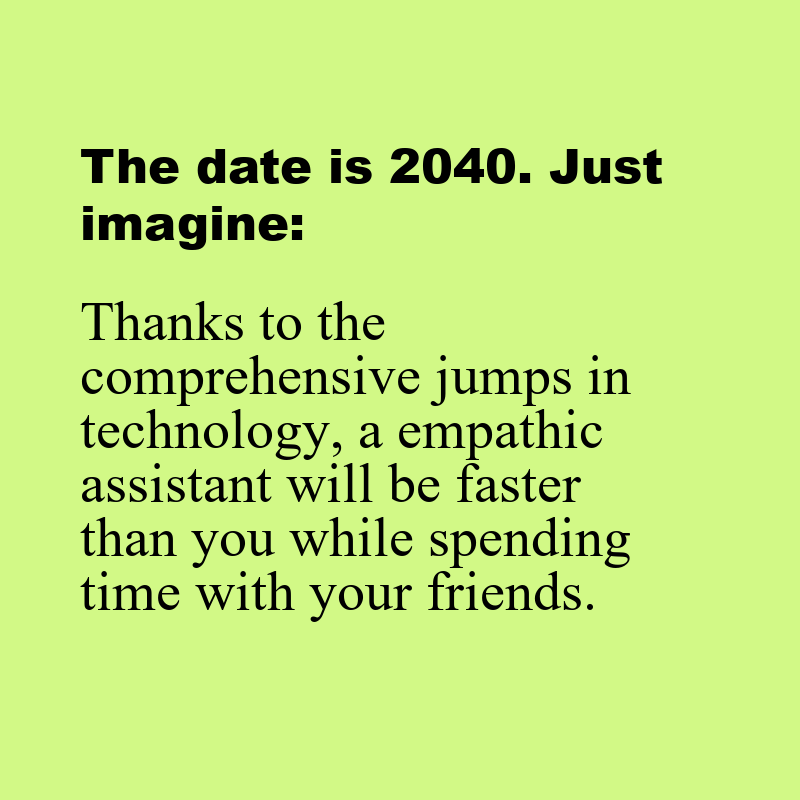 The date is 2040. Just
imagine:
Thanks to the
comprehensive jumps in
technology, a empathic
assistant will be faster
than you while spending
time with your friends.